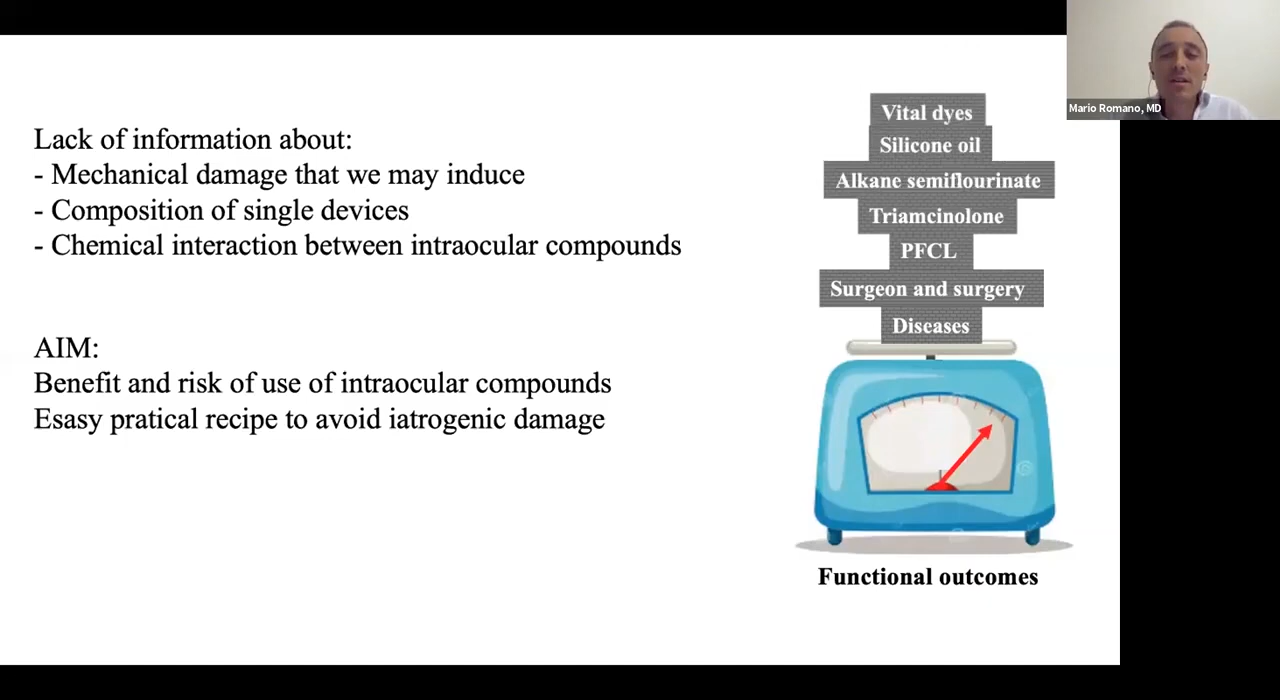 Mario Romano, MD
Lack of information about:
- Mechanical damage that we may induce
- Composition of single devices
- Chemical interaction between intraocular compounds
AIM:
Benefit and risk of use of intraocular compounds
Esasy pratical recipe to avoid iatrogenic damage
Vital dyes
Silicone oil
Alkane semiflourinate
Triamcinolone
PFCL
Surgeon and surgery
Diseases
Functional outcomes